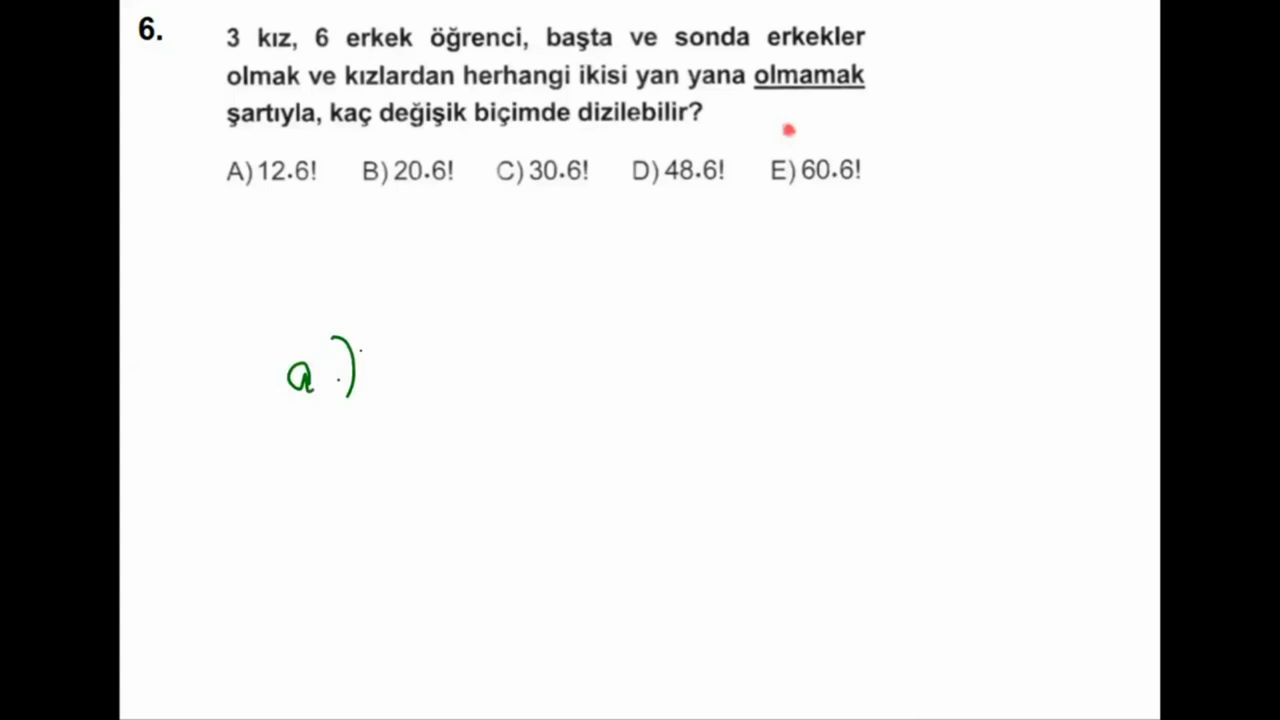 6.
3 kız, 6 erkek öğrenci, başta ve sonda erkekler
olmak ve kızlardan herhangi ikisi yan yana olmamak
şartıyla, kaç değişik biçimde dizilebilir?
A) 12.6! B) 20.6! C) 30.6! D) 48.6! E) 60.6!
a )